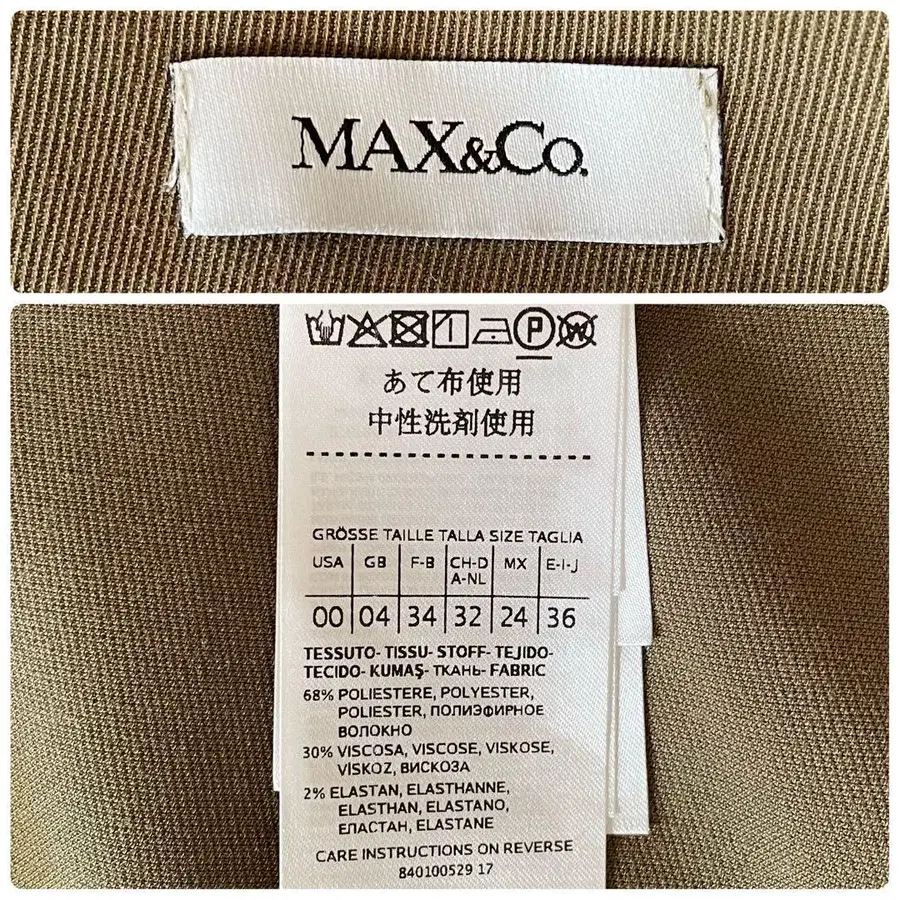 MAX&Co.
あて布使用
中性洗剤使用
GRÖSSE TAILLE TALLA SIZE TAGLIA
USA GB F-B CH-D A-NL MX E-I-J
00 04 34 32 24 36
TESSUTO- TISSU- STOFF- TEJIDO-
TECIDO- KUMAŞ- ТКАНЬ- FABRIC
68% POLIESTERE, POLYESTER,
POLIESTER, ПОЛИЭФИРНОЕ
ВОЛОКНО
30% VISCOSA, VISCOSE, VISKOSE,
VİSKOZ, ВИСКОЗА
2% ELASTAN, ELASTHANNE,
ELASTHAN, ELASTANO,
ЕЛАСТАН, ELASTANE
CARE INSTRUCTIONS ON REVERSE
840100529 17